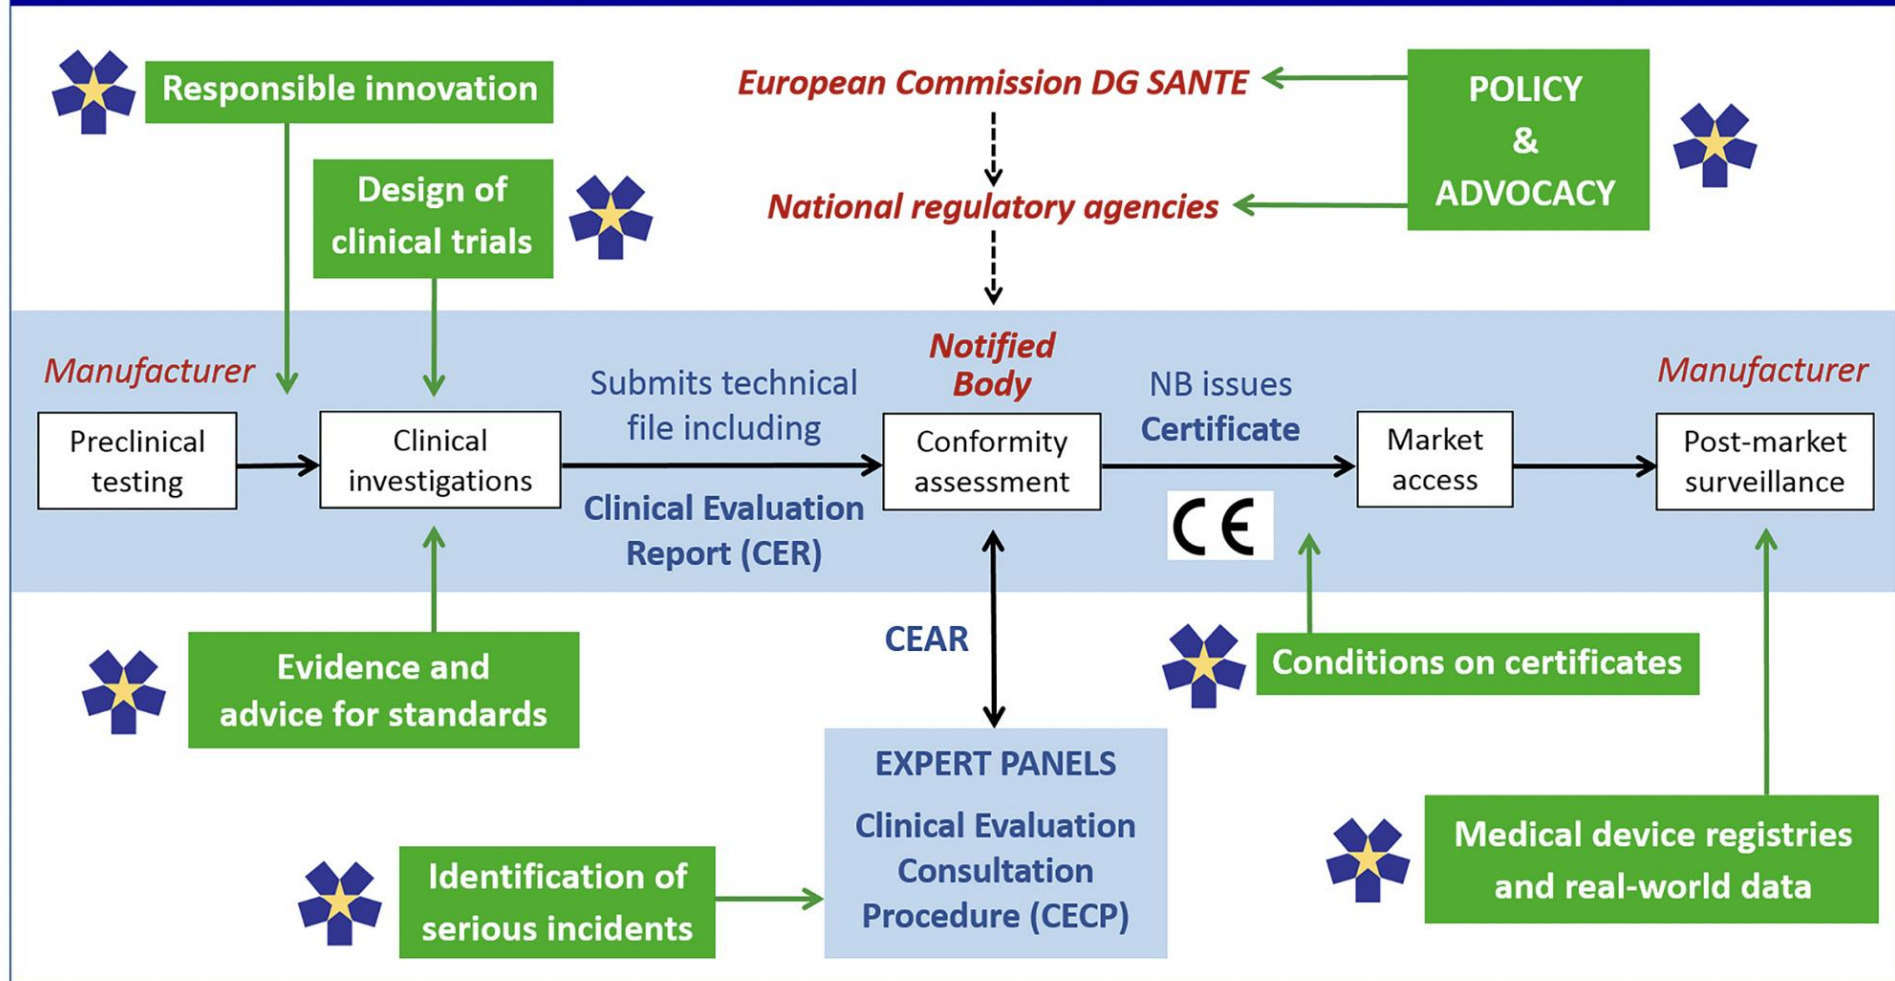 Responsible innovation
European Commission DG SANTE
POLICY
&
ADVOCACY
Design of
clinical trials
National regulatory agencies
Manufacturer
Submits technical
file including
Notified
Body
NB issues
Certificate
Manufacturer
Preclinical
testing
Clinical
investigations
Conformity
assessment
Market
access
Post-market
surveillance
Clinical Evaluation
Report (CER)
CE
Evidence and
advice for standards
CEAR
Conditions on certificates
EXPERT PANELS
Clinical Evaluation
Consultation
Procedure (CECP)
Identification of
serious incidents
Medical device registries
and real-world data